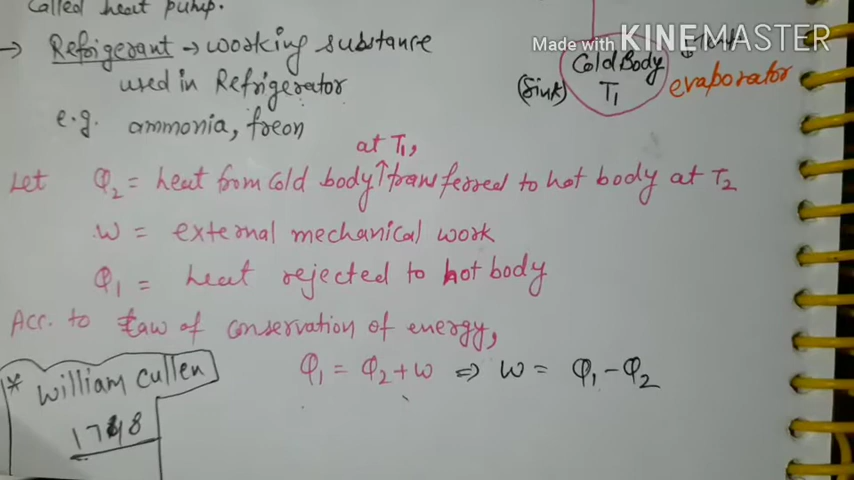 called heat pump.
→ Refrigerant → working substance
used in Refrigerator
e.g. ammonia, freon
Made with KINEMASTER
Cold Body
T₁
(Sink)
evaporator
at T₁,
Let Q₂ = heat from cold body ↑ transferred to hot body at T₂
W = external mechanical work
Q₁ = heat rejected to hot body
Acc. to Law of conservation of energy,
Q₁ = Q₂ + W ⇒ W = Q₁ - Q₂
* William Cullen
1748